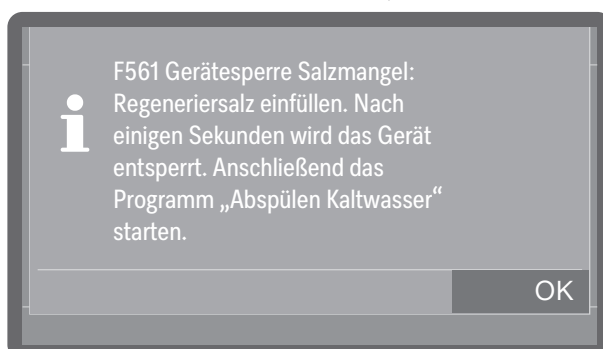 F561 Gerätesperre Salzmangel:
Regeneriersalz einfüllen. Nach
einigen Sekunden wird das Gerät
entsperrt. Anschließend das
Programm „Abspülen Kaltwasser“
starten.
OK